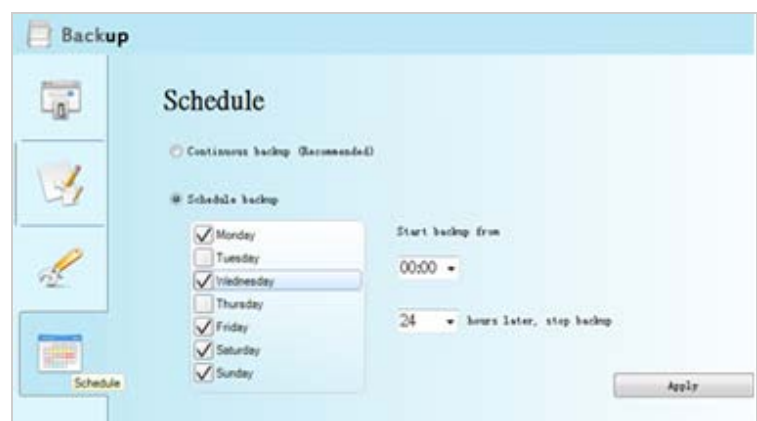 Backup
Schedule
Continuous backup (Recommended)
Schedule backup
Monday
Tuesday
Wednesday
Thursday
Friday
Saturday
Sunday
Start backup from
00:00
24 hours later, stop backup
Schedule
Apply